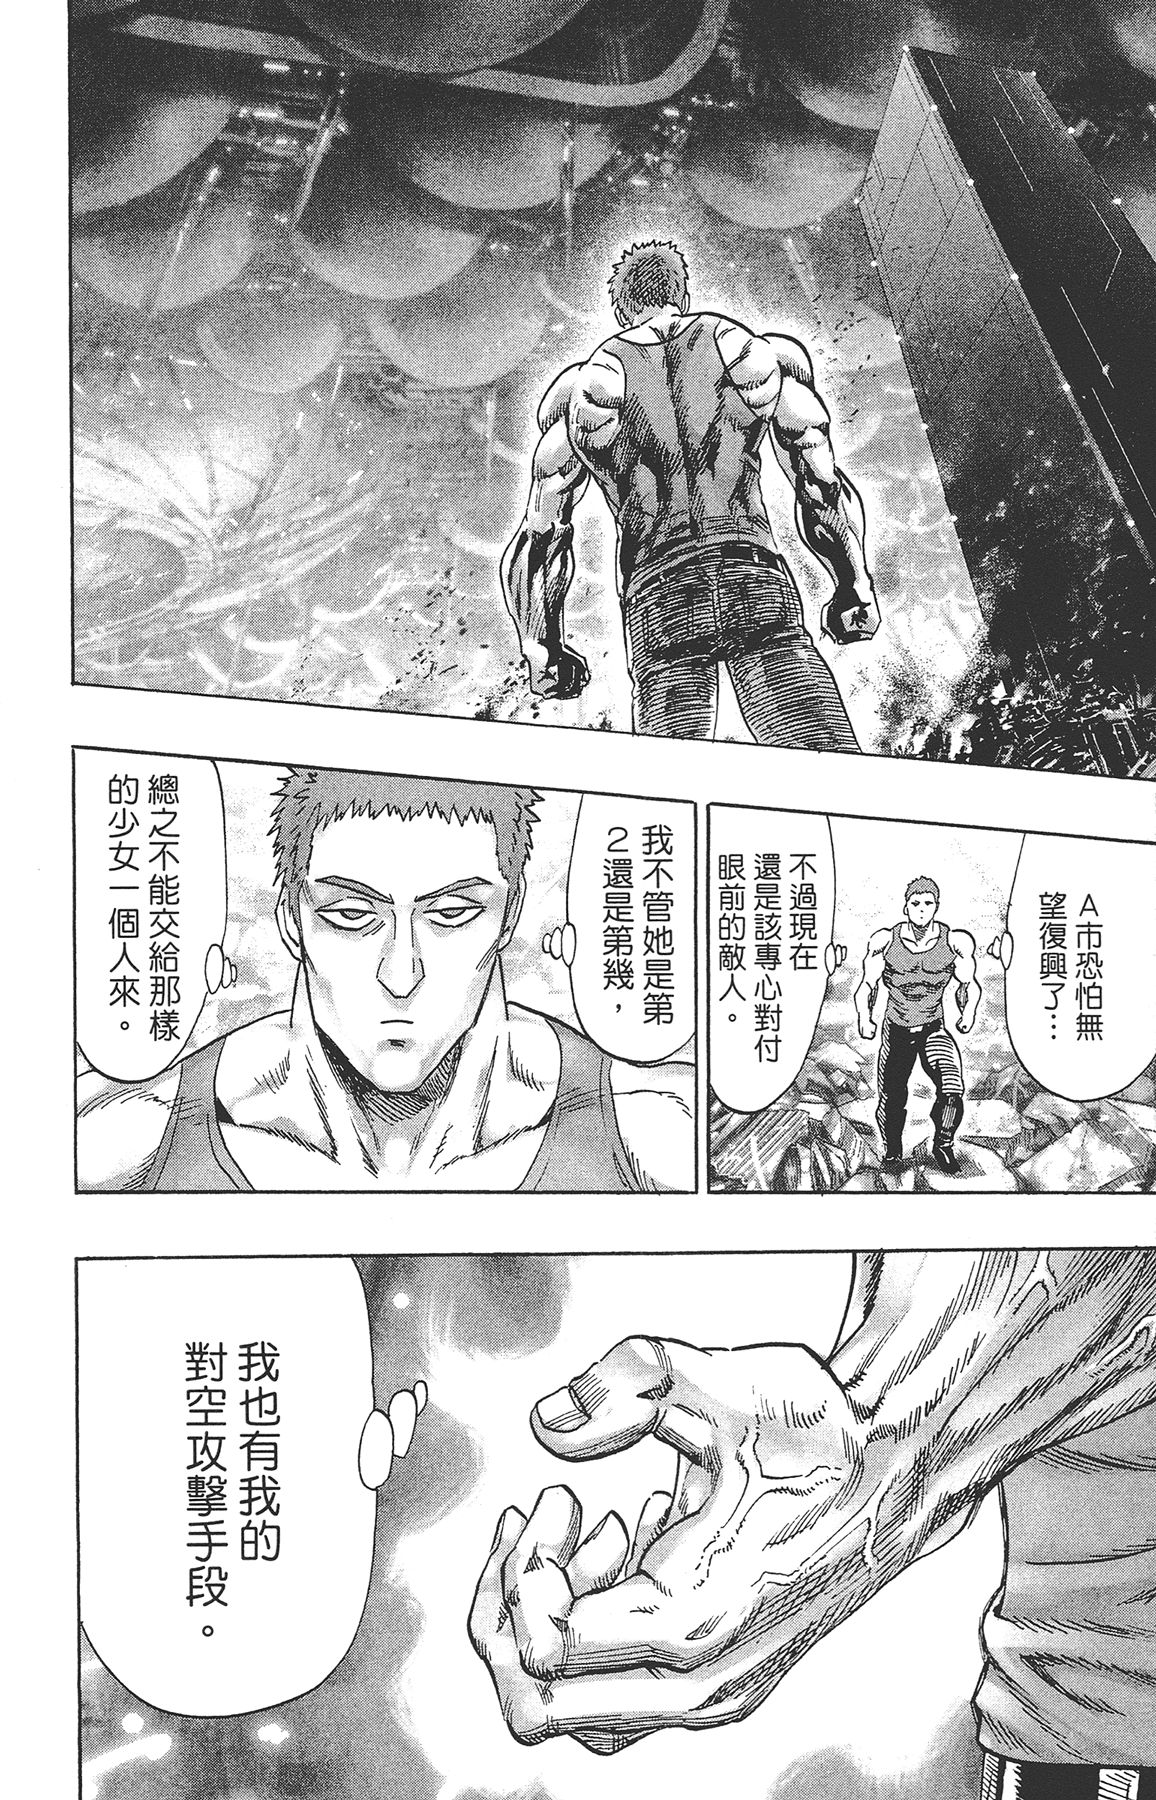 A市恐怕無
望復興了…
不過現在
還是該專心對付
眼前的敵人。
我不管她是第
2還是第幾，
總之不能交給那樣
的少女一個人來。
我也有我的
對空攻擊手段。